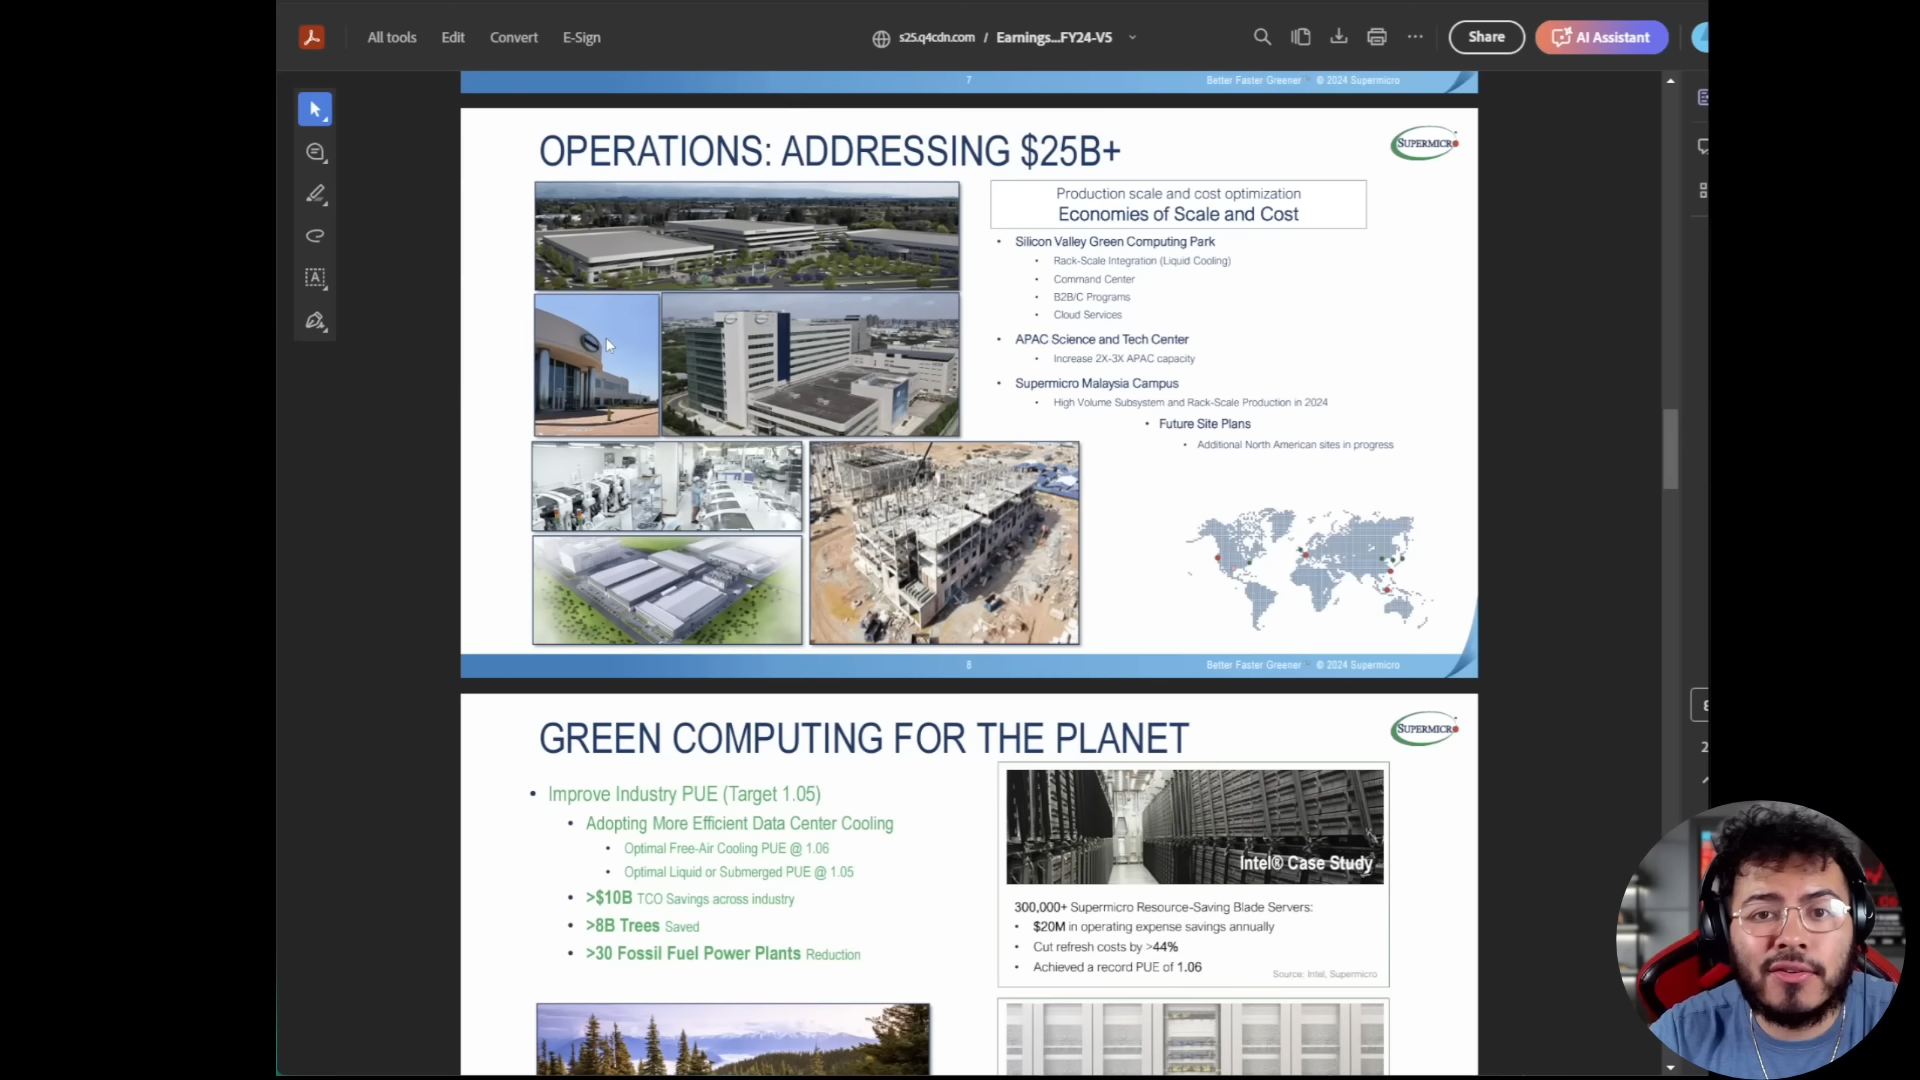 All tools
Edit
Convert
E-Sign
s25.q4cdn.com / Earnings...FY24-V5
Share
AI Assistant
7
Better Faster Greener © 2024 Supermicro
OPERATIONS: ADDRESSING $25B+
SUPERMICR
Production scale and cost optimization
Economies of Scale and Cost
• Silicon Valley Green Computing Park
• Rack-Scale Integration (Liquid Cooling)
• Command Center
• B2B/C Programs
• Cloud Services
• APAC Science and Tech Center
• Increase 2X-3X APAC capacity
• Supermicro Malaysia Campus
• High Volume Subsystem and Rack-Scale Production in 2024
• Future Site Plans
• Additional North American sites in progress
8
Better Faster Greener © 2024 Supermicro
GREEN COMPUTING FOR THE PLANET
SUPERMICR
• Improve Industry PUE (Target 1.05)
• Adopting More Efficient Data Center Cooling
• Optimal Free-Air Cooling PUE @ 1.06
• Optimal Liquid or Submerged PUE @ 1.05
• >$10B TCO Savings across industry
• >8B Trees Saved
• >30 Fossil Fuel Power Plants Reduction
Intel® Case Study
300,000+ Supermicro Resource-Saving Blade Servers:
• $20M in operating expense savings annually
• Cut refresh costs by >44%
• Achieved a record PUE of 1.06
Source: Intel, Supermicro